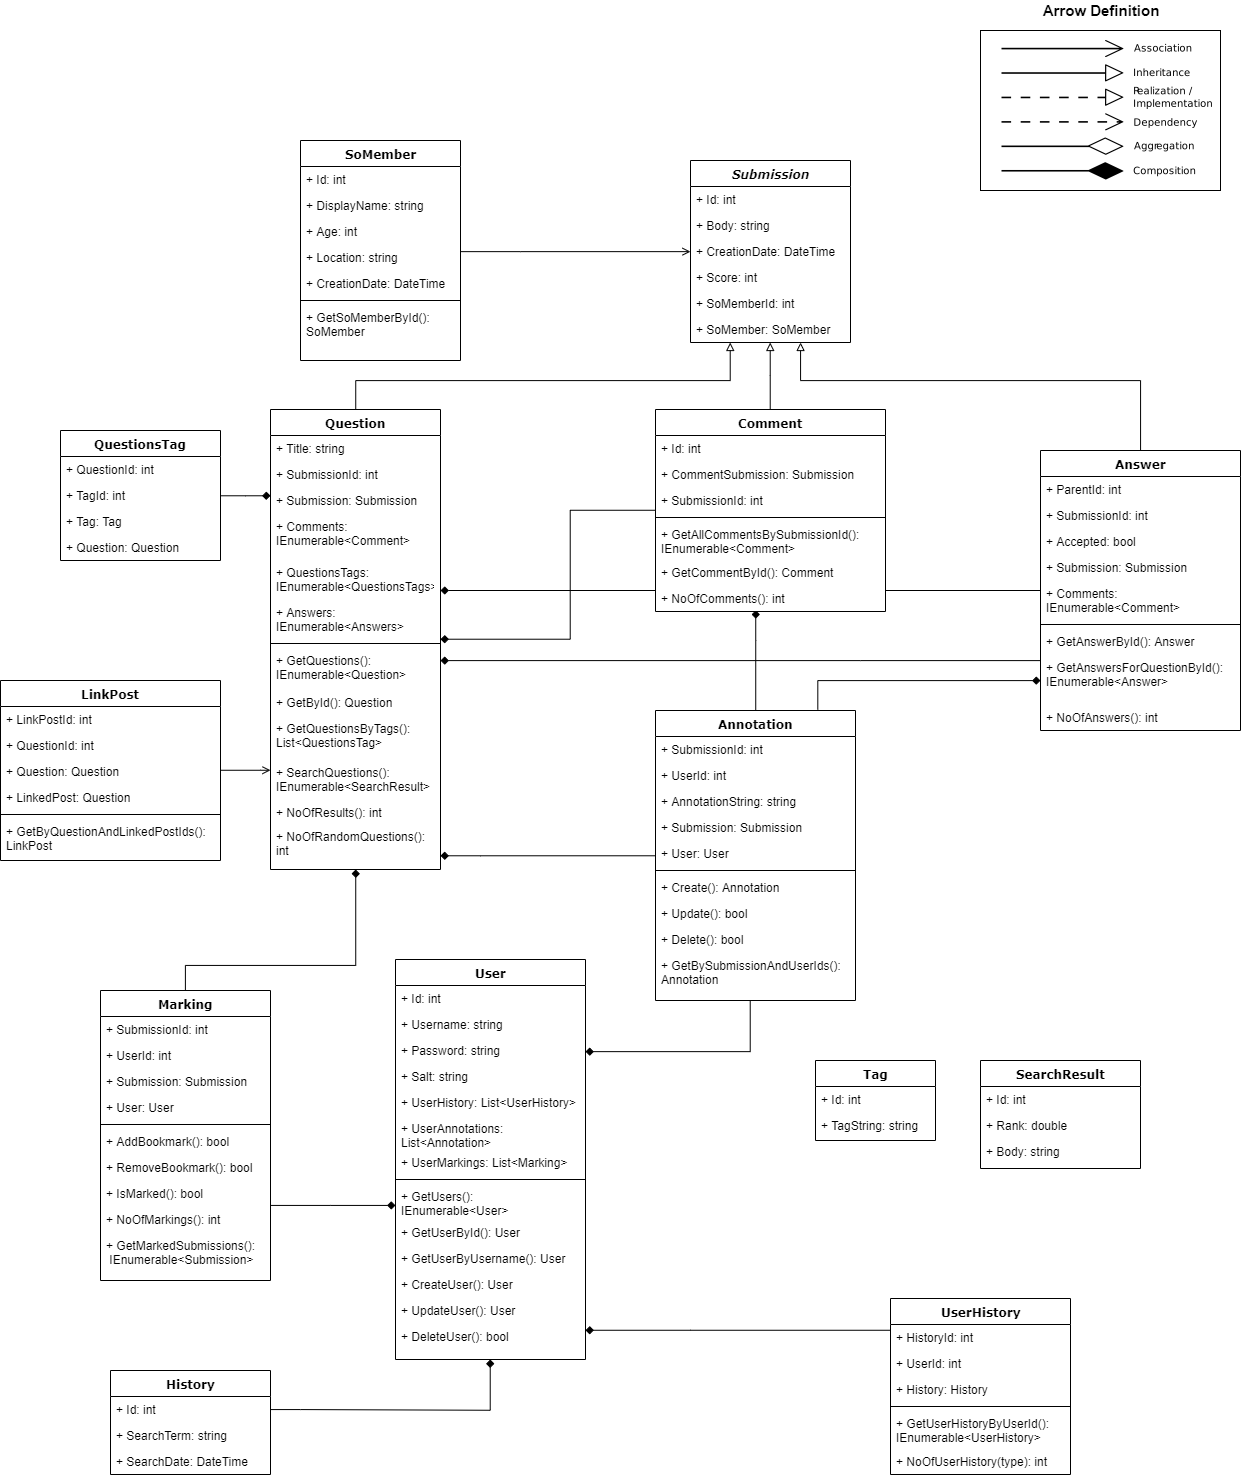 Arrow Definition
Association
Inheritance
Realization /
Implementation
Dependency
Aggregation
Composition
SoMember
+ Id: int
+ DisplayName: string
+ Age: int
+ Location: string
+ CreationDate: DateTime
+ GetSoMemberById():
SoMember
Submission
+ Id: int
+ Body: string
+ CreationDate: DateTime
+ Score: int
+ SoMemberId: int
+ SoMember: SoMember
QuestionsTag
+ QuestionId: int
+ TagId: int
+ Tag: Tag
+ Question: Question
Question
+ Title: string
+ SubmissionId: int
+ Submission: Submission
+ Comments:
IEnumerable<Comment>
+ QuestionsTags:
IEnumerable<QuestionsTags>
+ Answers:
IEnumerable<Answers>
+ GetQuestions():
IEnumerable<Question>
+ GetById(): Question
+ GetQuestionsByTags():
List<QuestionsTag>
+ SearchQuestions():
IEnumerable<SearchResult>
+ NoOfResults(): int
+ NoOfRandomQuestions():
int
Comment
+ Id: int
+ CommentSubmission: Submission
+ SubmissionId: int
+ GetAllCommentsBySubmissionId():
IEnumerable<Comment>
+ GetCommentById(): Comment
+ NoOfComments(): int
Answer
+ ParentId: int
+ SubmissionId: int
+ Accepted: bool
+ Submission: Submission
+ Comments:
IEnumerable<Comment>
+ GetAnswerById(): Answer
+ GetAnswersForQuestionById():
IEnumerable<Answer>
+ NoOfAnswers(): int
LinkPost
+ LinkPostId: int
+ QuestionId: int
+ Question: Question
+ LinkedPost: Question
+ GetByQuestionAndLinkedPostIds():
LinkPost
Annotation
+ SubmissionId: int
+ UserId: int
+ AnnotationString: string
+ Submission: Submission
+ User: User
+ Create(): Annotation
+ Update(): bool
+ Delete(): bool
+ GetBySubmissionAndUserIds():
Annotation
Marking
+ SubmissionId: int
+ UserId: int
+ Submission: Submission
+ User: User
+ AddBookmark(): bool
+ RemoveBookmark(): bool
+ IsMarked(): bool
+ NoOfMarkings(): int
+ GetMarkedSubmissions():
IEnumerable<Submission>
User
+ Id: int
+ Username: string
+ Password: string
+ Salt: string
+ UserHistory: List<UserHistory>
+ UserAnnotations:
List<Annotation>
+ UserMarkings: List<Marking>
+ GetUsers():
IEnumerable<User>
+ GetUserById(): User
+ GetUserByUsername(): User
+ CreateUser(): User
+ UpdateUser(): User
+ DeleteUser(): bool
Tag
+ Id: int
+ TagString: string
SearchResult
+ Id: int
+ Rank: double
+ Body: string
UserHistory
+ HistoryId: int
+ UserId: int
+ History: History
+ GetUserHistoryByUserId():
IEnumerable<UserHistory>
+ NoOfUserHistory(type): int
History
+ Id: int
+ SearchTerm: string
+ SearchDate: DateTime